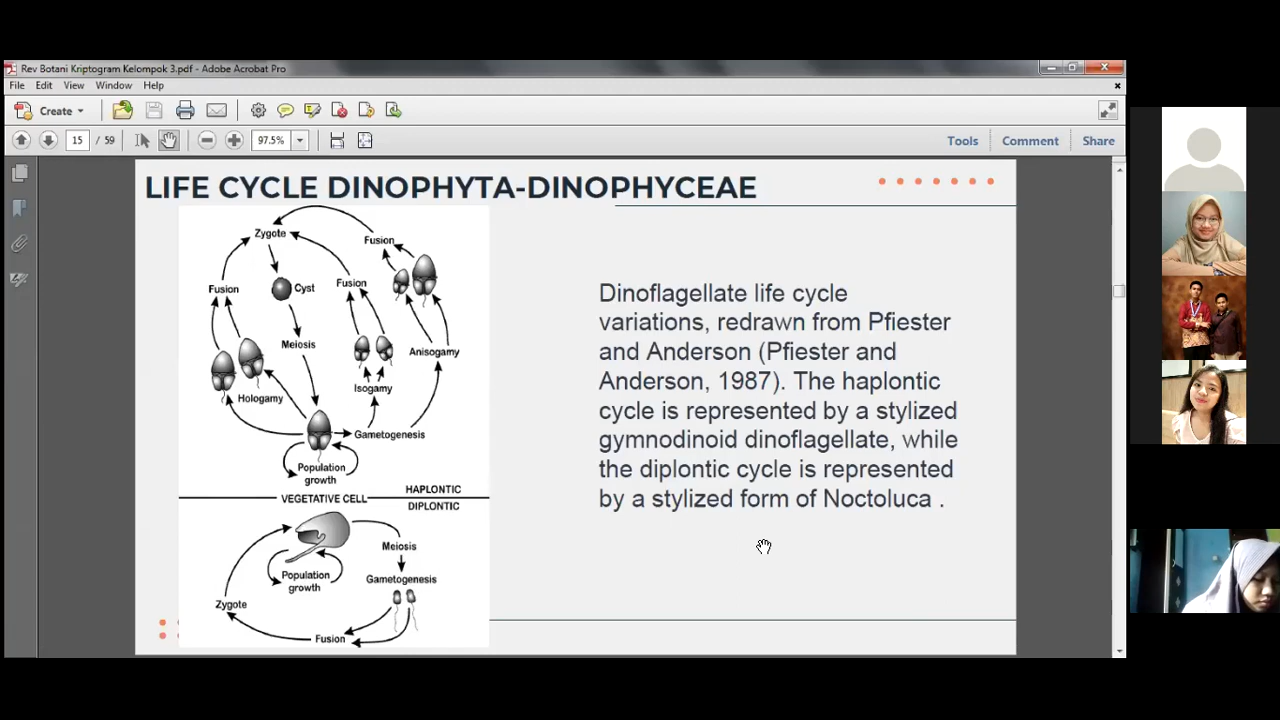 Rev Botani Kriptogram Kelompok 3.pdf - Adobe Acrobat Pro
File Edit View Window Help
Create
15 / 59
97.5%
Tools Comment Share
LIFE CYCLE DINOPHYTA-DINOPHYCEAE
Zygote
Fusion
Fusion
Cyst
Fusion
Meiosis
Anisogamy
Isogamy
Hologamy
Gametogenesis
Population
growth
HAPLONTIC
VEGETATIVE CELL
DIPLONTIC
Meiosis
Population
growth
Gametogenesis
Zygote
Fusion
Dinoflagellate life cycle
variations, redrawn from Pfiester
and Anderson (Pfiester and
Anderson, 1987). The haplontic
cycle is represented by a stylized
gymnodinoid dinoflagellate, while
the diplontic cycle is represented
by a stylized form of Noctoluca .